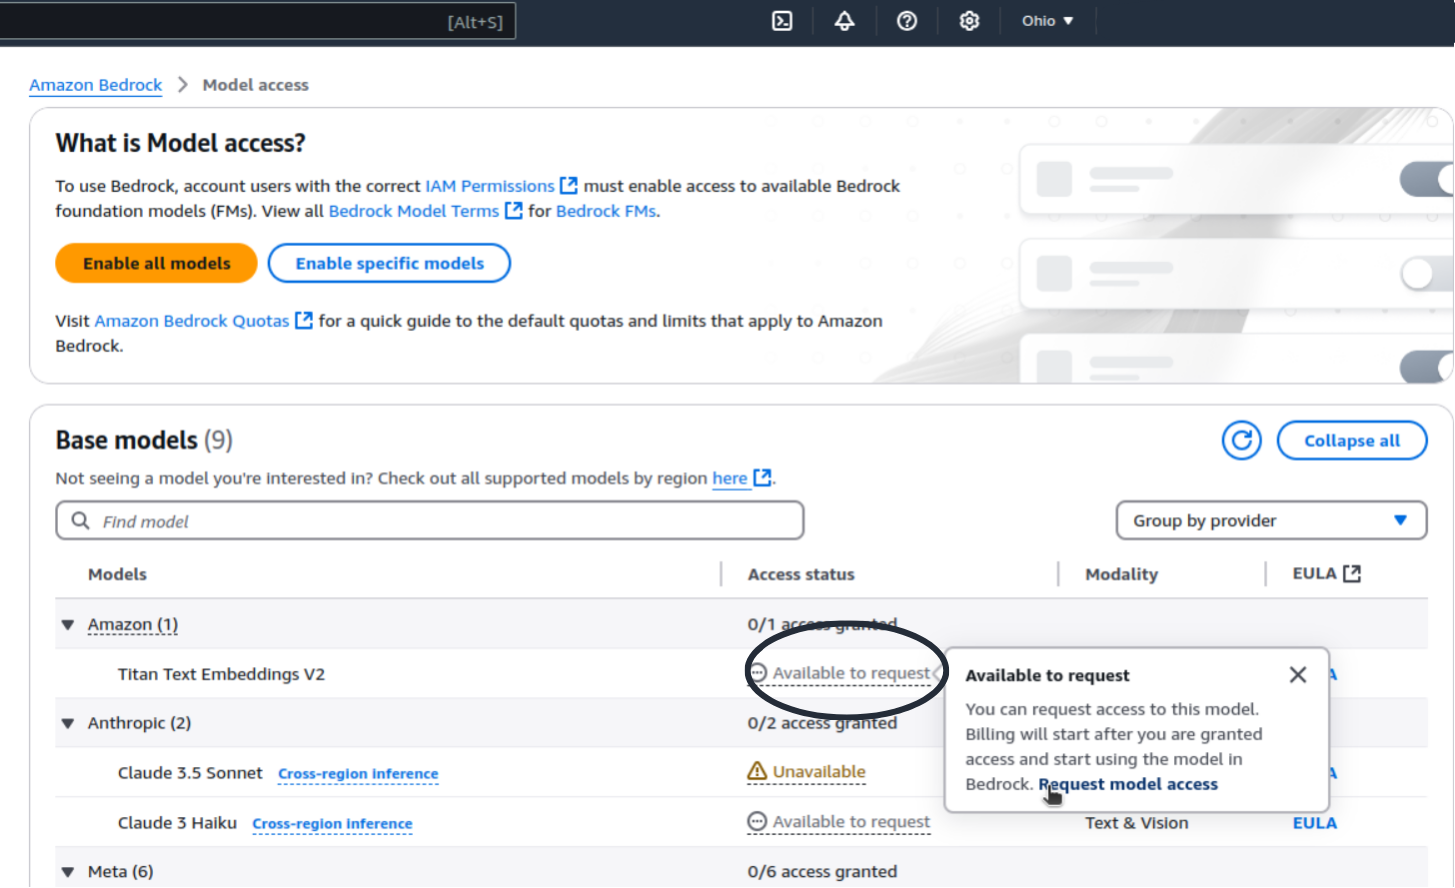 [Alt+S]
Ohio
Amazon Bedrock > Model access
What is Model access?
To use Bedrock, account users with the correct IAM Permissions must enable access to available Bedrock
foundation models (FMs). View all Bedrock Model Terms for Bedrock FMs.
Enable all models
Enable specific models
Visit Amazon Bedrock Quotas for a quick guide to the default quotas and limits that apply to Amazon
Bedrock.
Base models (9)
Collapse all
Not seeing a model you're interested in? Check out all supported models by region here.
Find model
Group by provider
Models Access status Modality EULA
Amazon (1) 0/1 access granted
Titan Text Embeddings V2 Available to request
Available to request
You can request access to this model.
Billing will start after you are granted
access and start using the model in
Bedrock. Request model access
Anthropic (2) 0/2 access granted
Claude 3.5 Sonnet Cross-region inference Unavailable
Claude 3 Haiku Cross-region inference Available to request Text & Vision EULA
Meta (6) 0/6 access granted